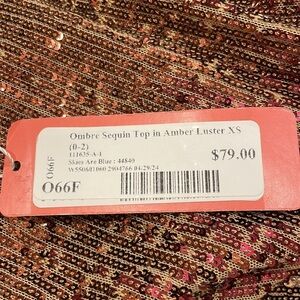 Ombre Sequin Top in Amber Luster XS
(0-2)
111635-A-1
Skies Are Blue : 44840
$79.00
W550681060 2904766 04/29/24
O66F
O66F